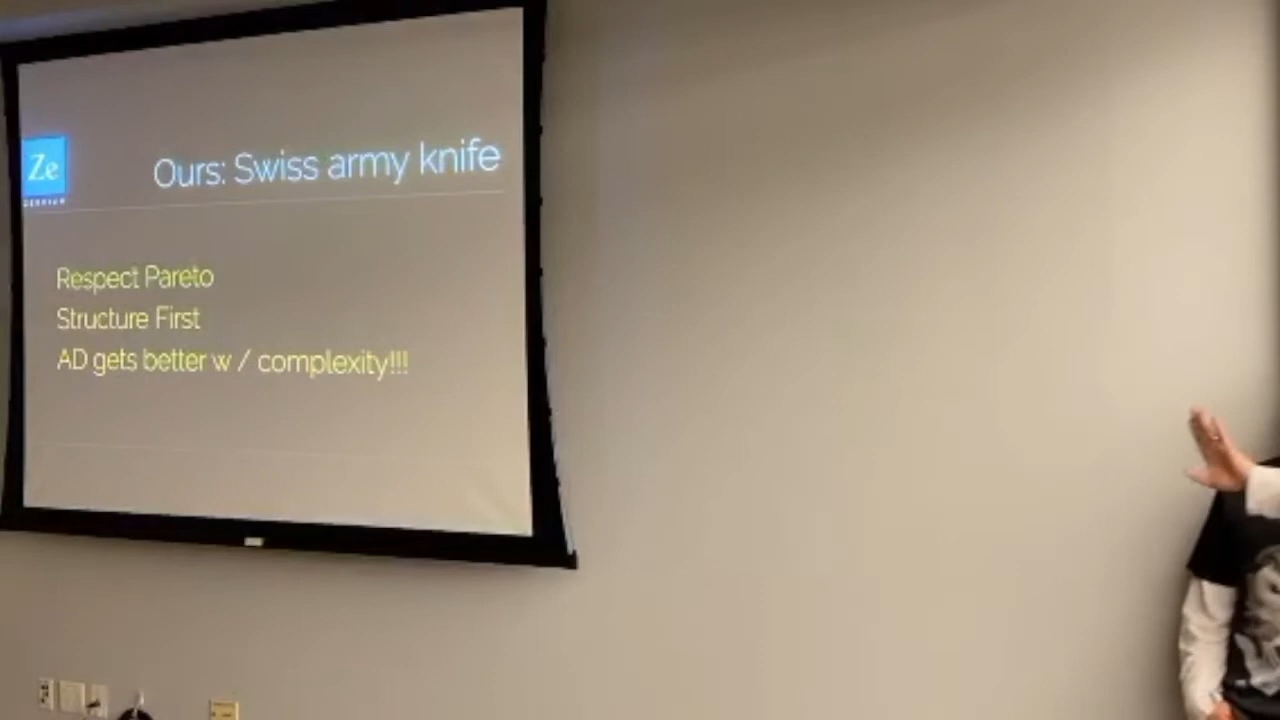 Ze
Ours: Swiss army knife
Respect Pareto
Structure First
AD gets better w / complexity!!!